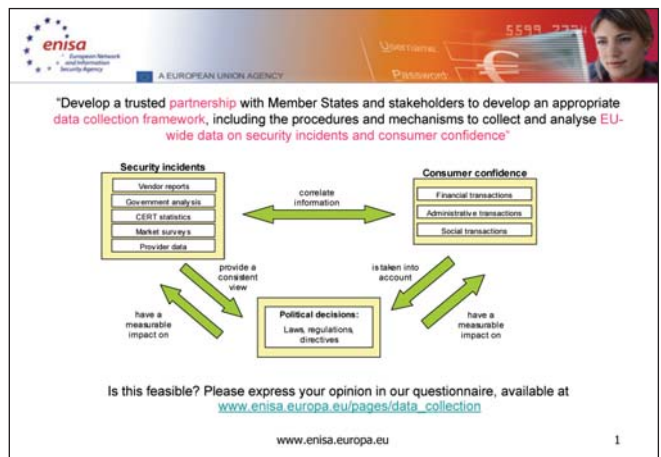 enisa
European Network
and Information
Security Agency
A EUROPEAN UNION AGENCY
Username:
Password:
5599
"Develop a trusted partnership with Member States and stakeholders to develop an appropriate
data collection framework, including the procedures and mechanisms to collect and analyse EU-
wide data on security incidents and consumer confidence"
Security incidents
Vendor reports
Government analysis
CERT statistics
Market surveys
Provider data
correlate
information
Consumer confidence
Financial transactions
Administrative transactions
Social transactions
provide a
consistent
view
is taken into
account
have a
measurable
impact on
Political decisions:
Laws, regulations,
directives
have a
measurable
impact on
Is this feasible? Please express your opinion in our questionnaire, available at
www.enisa.europa.eu/pages/data_collection
www.enisa.europa.eu
1